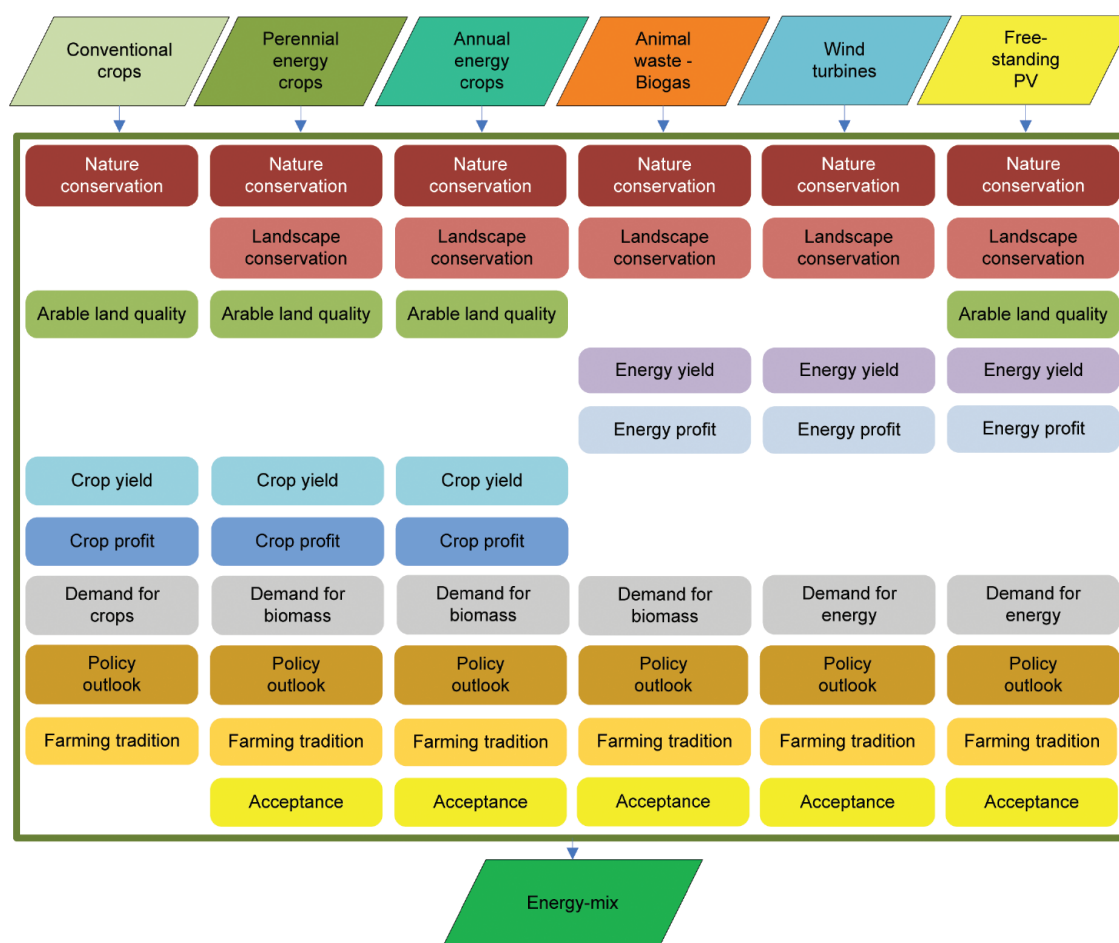 Conventional
crops
Perennial
energy
crops
Annual
energy
crops
Animal
waste -
Biogas
Wind
turbines
Free-
standing
PV
Nature
conservation
Nature
conservation
Nature
conservation
Nature
conservation
Nature
conservation
Nature
conservation
Landscape
conservation
Landscape
conservation
Landscape
conservation
Landscape
conservation
Landscape
conservation
Arable land quality
Arable land quality
Arable land quality
Arable land quality
Energy yield
Energy yield
Energy yield
Energy profit
Energy profit
Energy profit
Crop yield
Crop yield
Crop yield
Crop profit
Crop profit
Crop profit
Demand for
crops
Demand for
biomass
Demand for
biomass
Demand for
biomass
Demand for
energy
Demand for
energy
Policy
outlook
Policy
outlook
Policy
outlook
Policy
outlook
Policy
outlook
Policy
outlook
Farming tradition
Farming tradition
Farming tradition
Farming tradition
Farming tradition
Farming tradition
Acceptance
Acceptance
Acceptance
Acceptance
Acceptance
Energy-mix